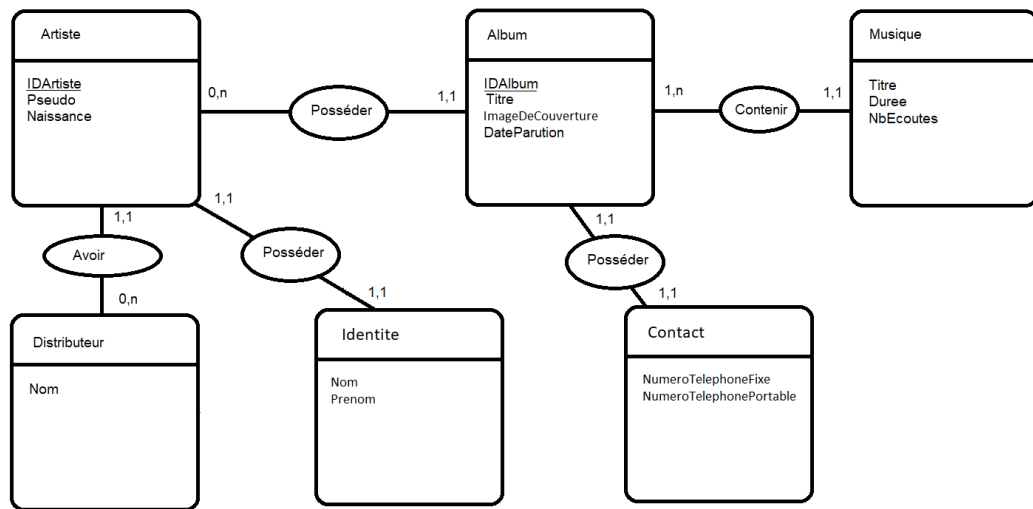 Artiste
IDArtiste
Pseudo
Naissance
0,n
Posséder
1,1
Album
IDAlbum
Titre
ImageDeCouverture
DateParution
1,n
Contenir
1,1
Musique
Titre
Duree
NbEcoutes
1,1
Avoir
0,n
1,1
Posséder
1,1
1,1
Posséder
1,1
Distributeur
Nom
Identite
Nom
Prenom
Contact
NumeroTelephoneFixe
NumeroTelephonePortable